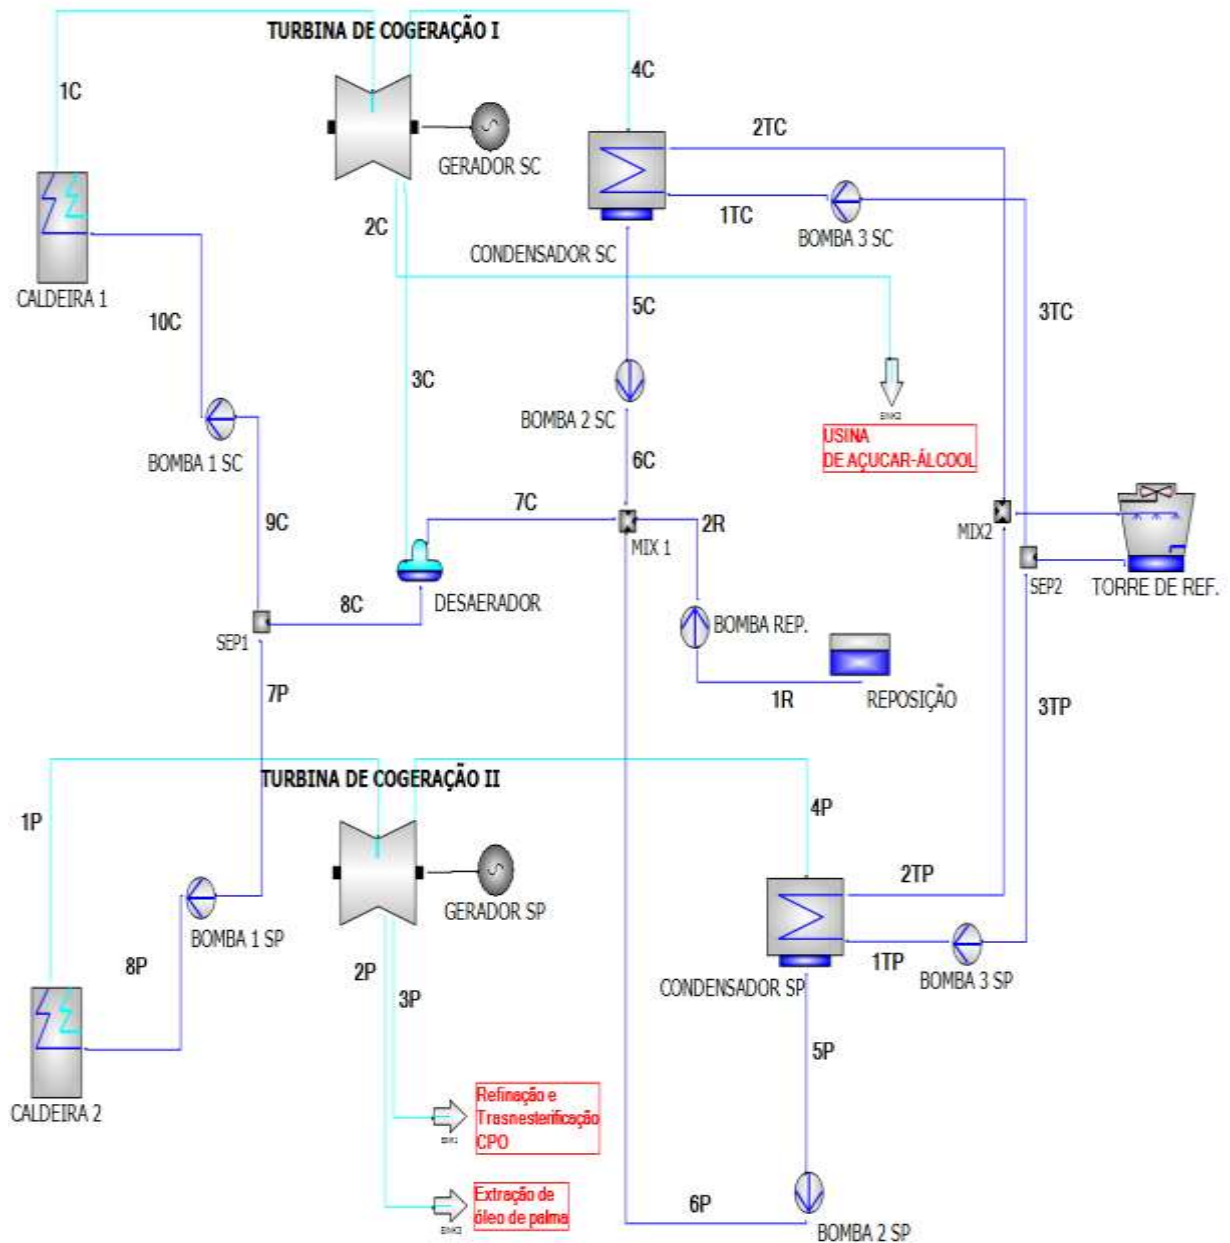 TURBINA DE COGERAÇÃO I
4C
1C
2TC
GERADOR SC
1TC
2C
BOMBA 3 SC
CONDENSADOR SC
CALDEIRA 1
5C
3TC
10C
3C
SINK2
BOMBA 2 SC
USINA
DE AÇUCAR-ÁLCOOL
BOMBA 1 SC
6C
7C
2R
9C
MIX2
MIX 1
SEP2
TORRE DE REF.
8C
DESAERADOR
BOMBA REP.
SEP1
7P
1R
REPOSIÇÃO
3TP
TURBINA DE COGERAÇÃO II
1P
4P
2TP
GERADOR SP
BOMBA 1 SP
8P
2P
1TP
BOMBA 3 SP
3P
CONDENSADOR SP
5P
CALDEIRA 2
Refinação e
Trasnesterificação
CPO
Extração de
óleo de palma
6P
BOMBA 2 SP